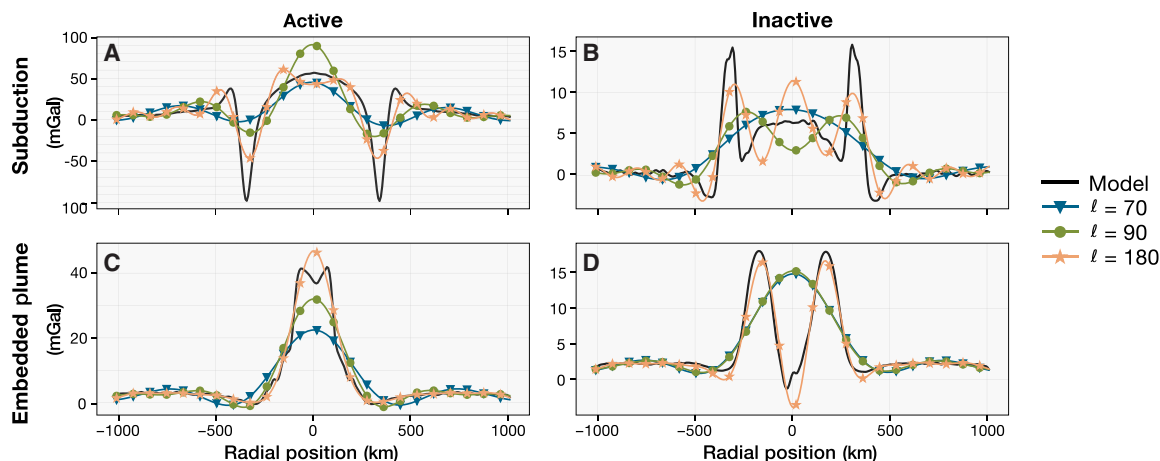 Active
Inactive
Subduction
(mGal)
A
100
50
0
−50
100
B
15
10
5
0
Model
ℓ = 70
ℓ = 90
ℓ = 180
Embedded plume
(mGal)
C
40
20
0
D
15
10
5
0
−1000
−500
0
500
1000
−1000
−500
0
500
1000
Radial position (km)
Radial position (km)